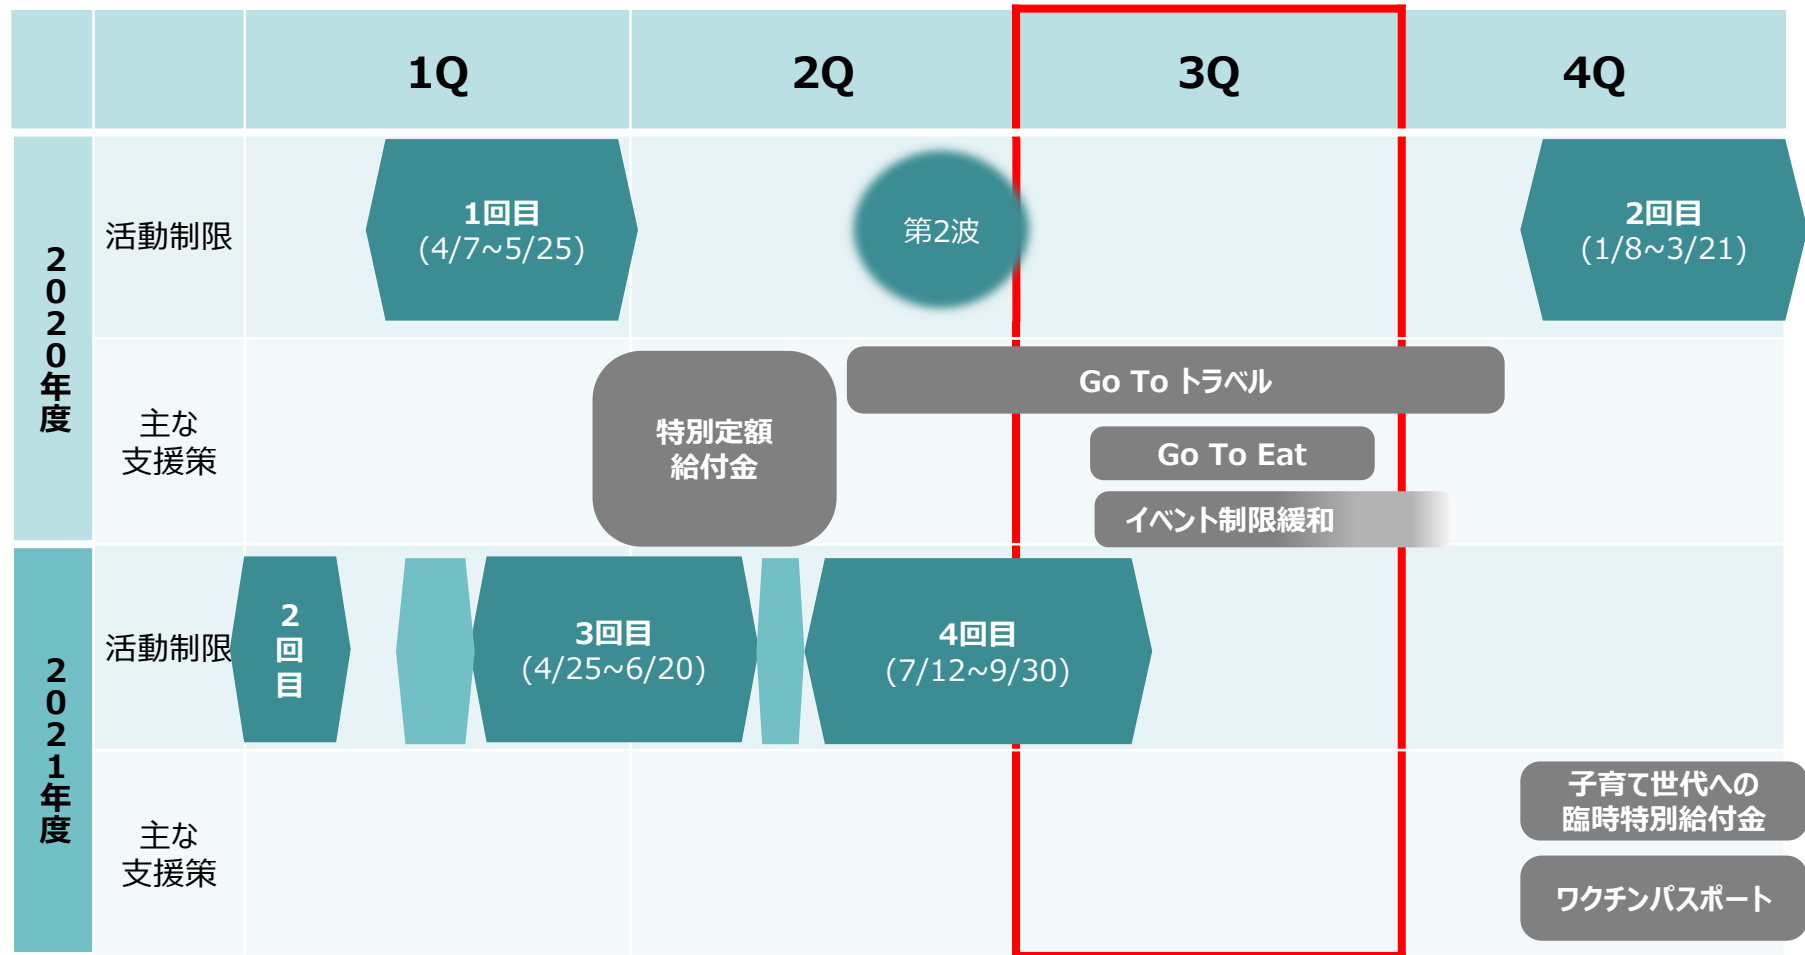 1Q
2Q
3Q
4Q
2020年度
活動制限
1回目
(4/7~5/25)
第2波
2回目
(1/8~3/21)
主な
支援策
特別定額
給付金
Go To トラベル
Go To Eat
イベント制限緩和
2021年度
活動制限
2回目
3回目
(4/25~6/20)
4回目
(7/12~9/30)
主な
支援策
子育て世代への
臨時特別給付金
ワクチンパスポート